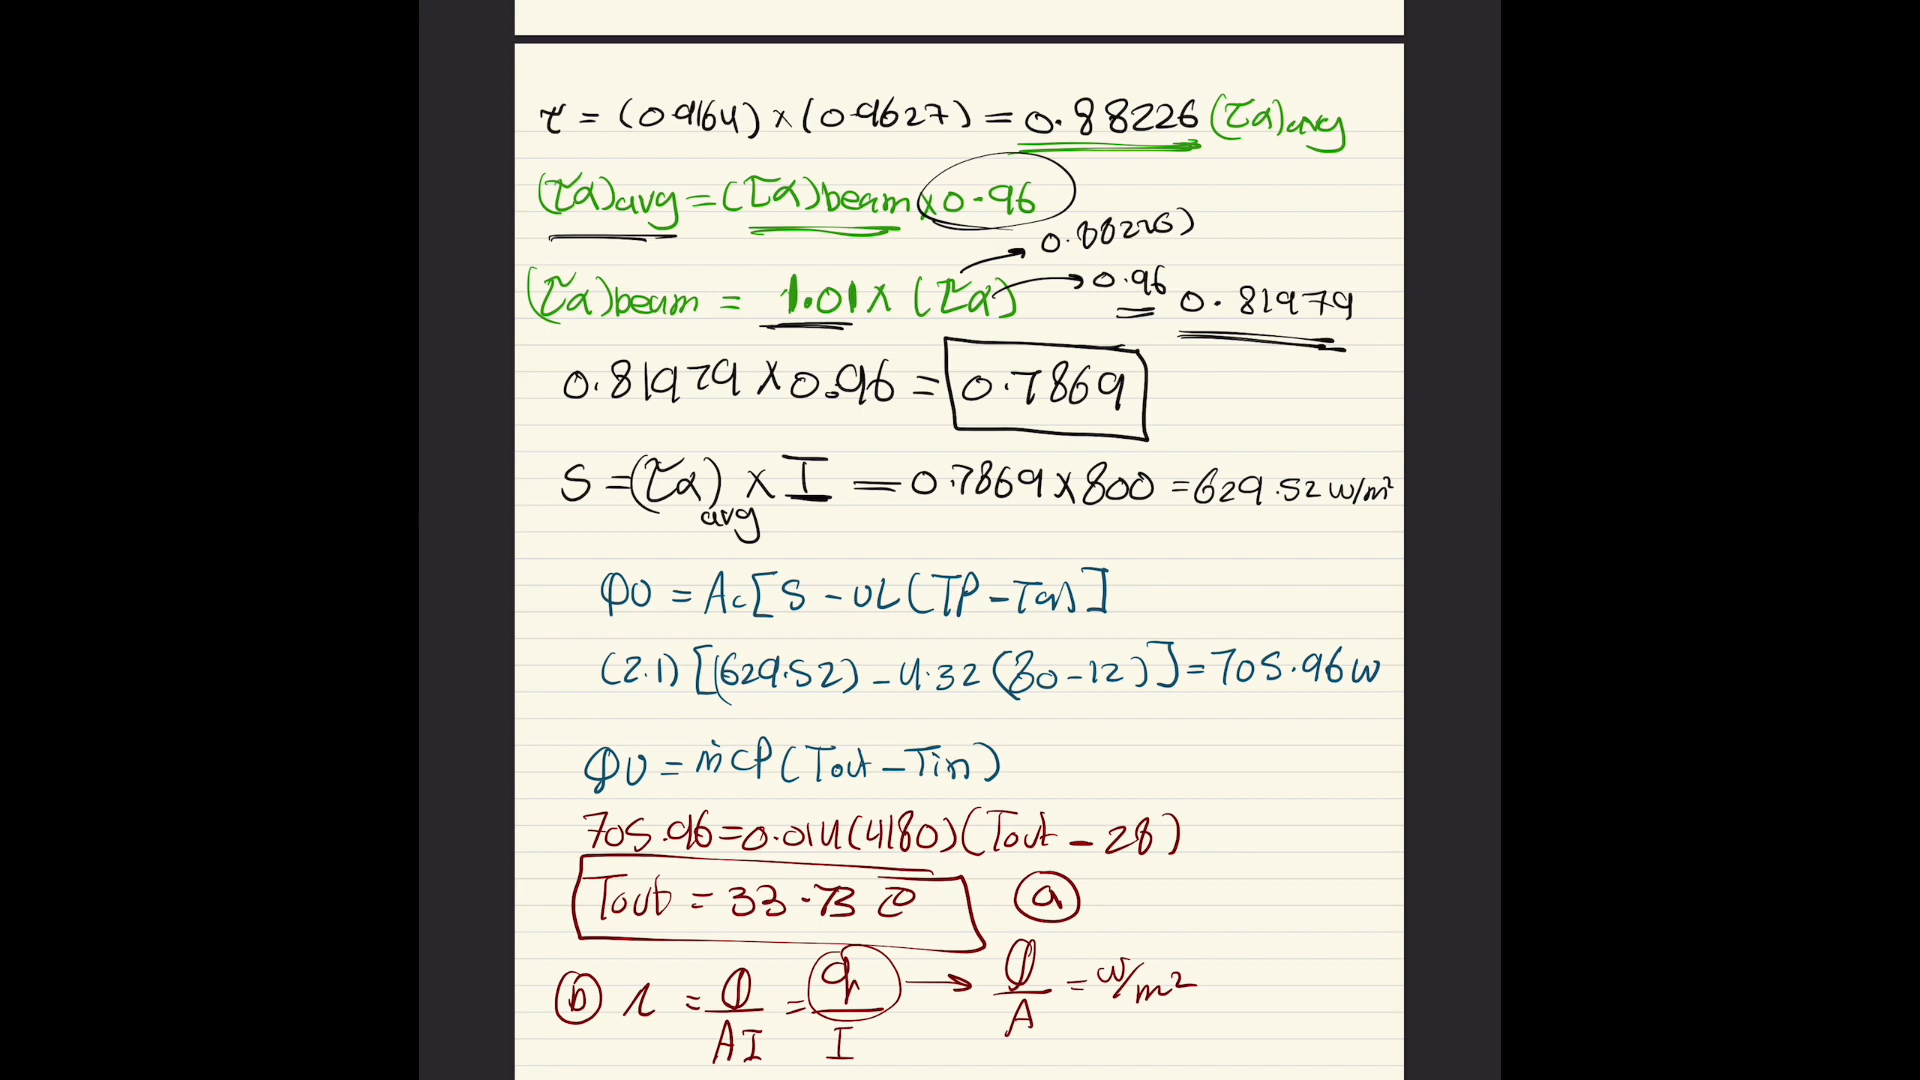 τ = (0.9164) × (0.9627) = 0.88226 (τα)avg
(τα)avg = (τα)beam × 0.96
0.88226)
(τα)beam = 1.01 × (τα) 0.96 = 0.81979
0.81979 × 0.96 = 0.7869
S = (τα)avg × I = 0.7869 × 800 = 629.52 W/m²
QU = Ac[S - UL(TP - Tan)]
(2.1) [(629.52) - 4.32 (80 - 12)] = 705.96 W
QU = ṁCP(Tout - Tin)
705.96 = 0.014(4180)(Tout - 28)
Tout = 33.73 (a)
(b) η = Q/AI = q/I → Q/A = W/m²